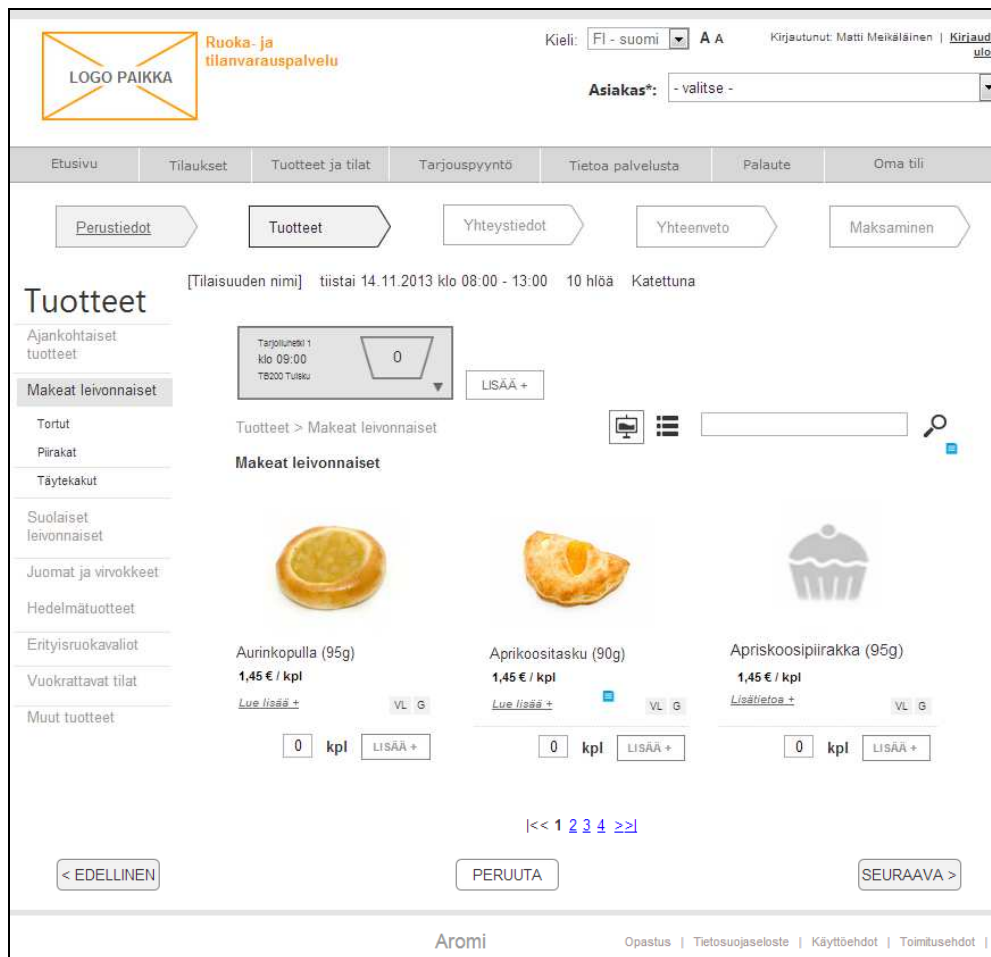 LOGO PAIKKA
Ruoka- ja
tilanvarauspalvelu
Kieli: FI - suomi A A
Kirjautunut: Matti Meikäläinen | Kirjaud
ulo
Asiakas*: - valitse -
Etusivu Tilaukset Tuotteet ja tilat Tarjouspyyntö Tietoa palvelusta Palaute Oma tili
Perustiedot Tuotteet Yhteystiedot Yhteenveto Maksaminen
[Tilaisuuden nimi] tiistai 14.11.2013 klo 08:00 - 13:00 10 hlöä Katettuna
Tuotteet
Ajankohtaiset
tuotteet
Makeat leivonnaiset
Tortut
Piirakat
Täytekakut
Suolaiset
leivonnaiset
Juomat ja virvokkeet
Hedelmätuotteet
Erityisruokavaliot
Vuokrattavat tilat
Muut tuotteet
Tarjoiluhetki 1
klo 09:00
TB200 Tuisku
0
LISÄÄ +
Tuotteet > Makeat leivonnaiset
Makeat leivonnaiset
Aurinkopulla (95g)
1,45 € / kpl
Lue lisää +
VL G
0 kpl LISÄÄ +
Aprikoositasku (90g)
1,45 € / kpl
Lue lisää +
VL G
0 kpl LISÄÄ +
Apriskoosipiirakka (95g)
1,45 € / kpl
Lisätietoa +
VL G
0 kpl LISÄÄ +
|<< 1 2 3 4 >>|
< EDELLINEN PERUUTA SEURAAVA >
Aromi
Opastus | Tietosuojaseloste | Käyttöehdot | Toimitusehdot |